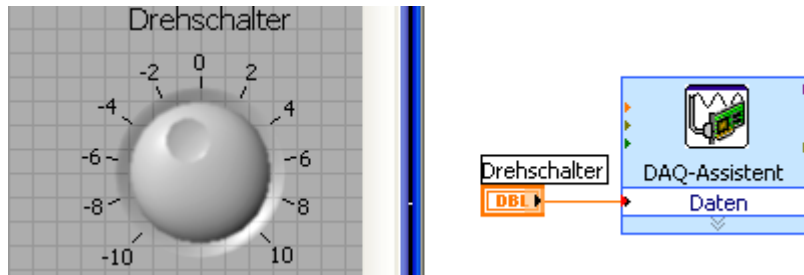 Drehschalter
-2 0 2
-4 4
-6 6
-8 8
-10 10
Drehschalter
DBL
DAQ-Assistent
Daten